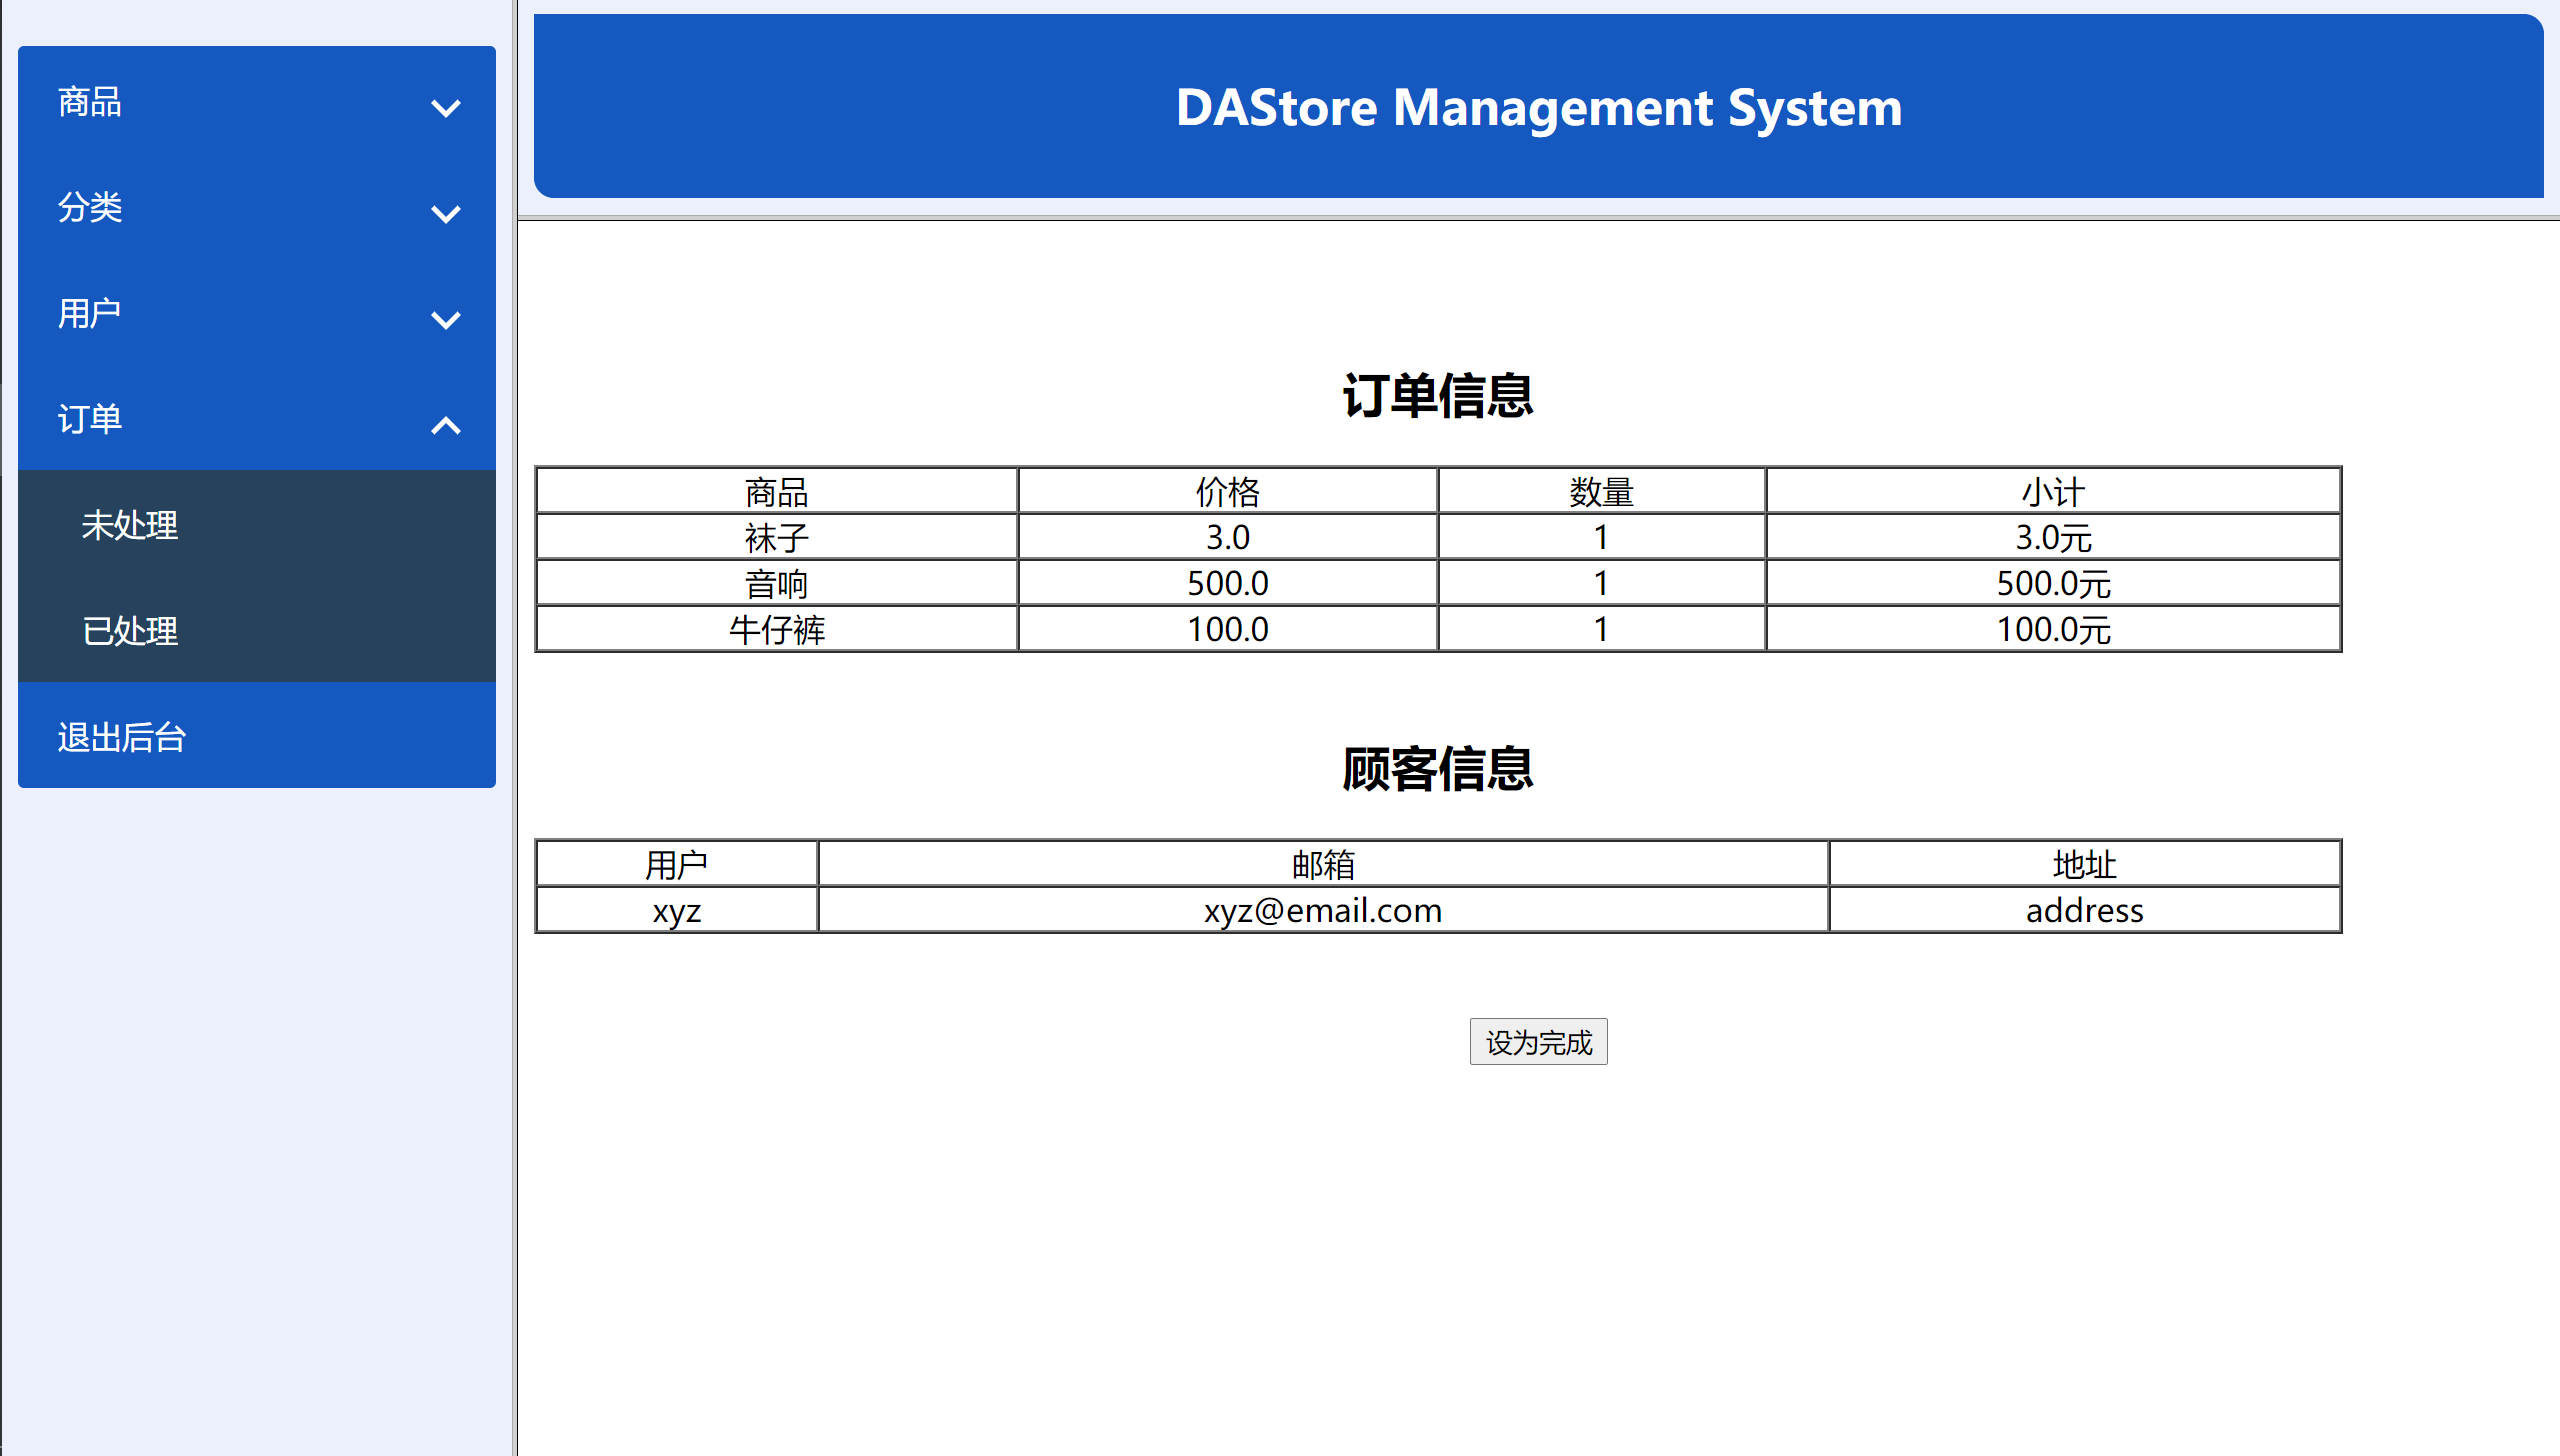 商品
分类
用户
订单
未处理
已处理
退出后台
DAStore Management System
订单信息
商品 价格 数量 小计
袜子 3.0 1 3.0元
音响 500.0 1 500.0元
牛仔裤 100.0 1 100.0元
顾客信息
用户 邮箱 地址
xyz xyz@email.com address
设为完成